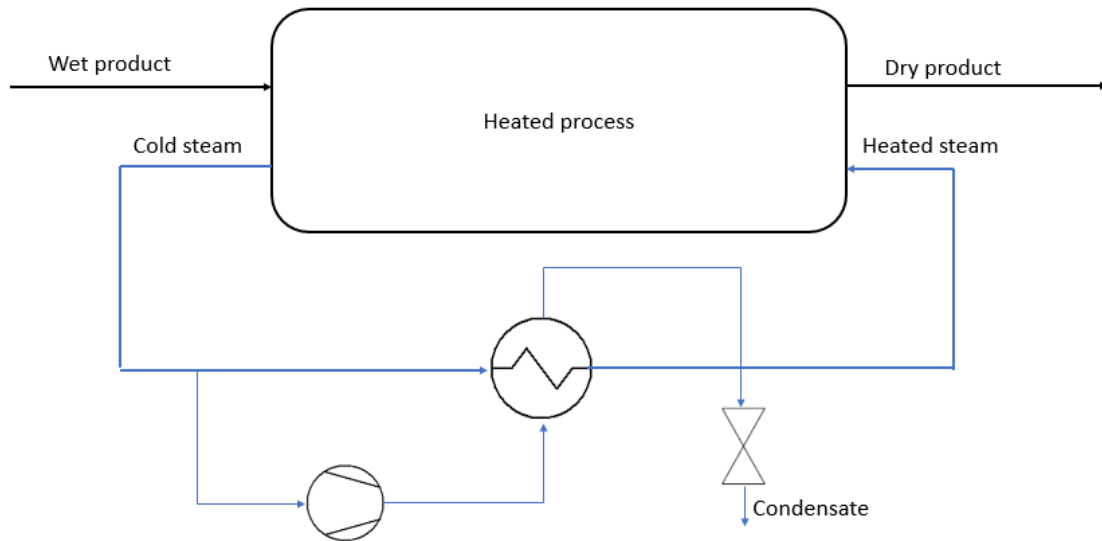 Wet product
Dry product
Heated process
Cold steam
Heated steam
Condensate